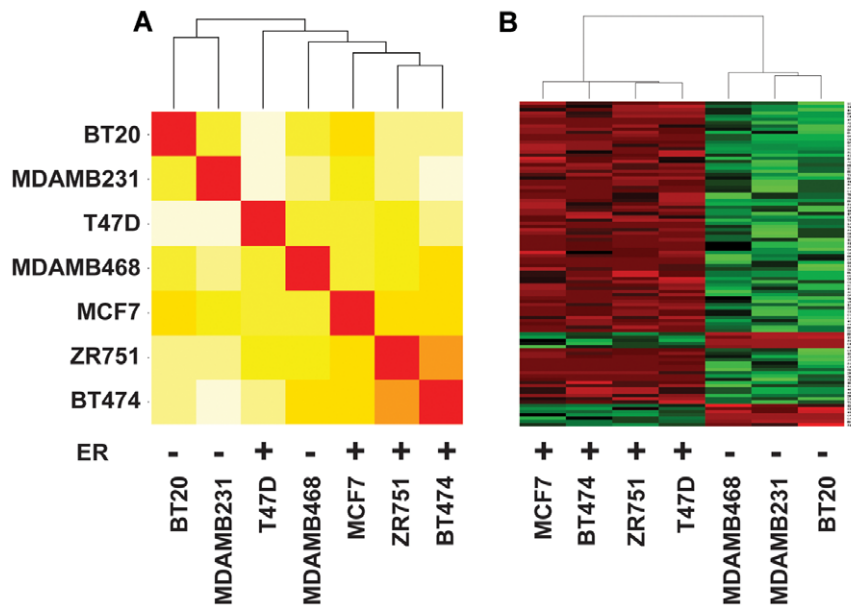 A
B
BT20
MDAMB231
T47D
MDAMB468
MCF7
ZR751
BT474
ER - - + - + + +
+ + + + - - -
BT20
MDAMB231
T47D
MDAMB468
MCF7
ZR751
BT474
MCF7
BT474
ZR751
T47D
MDAMB468
MDAMB231
BT20